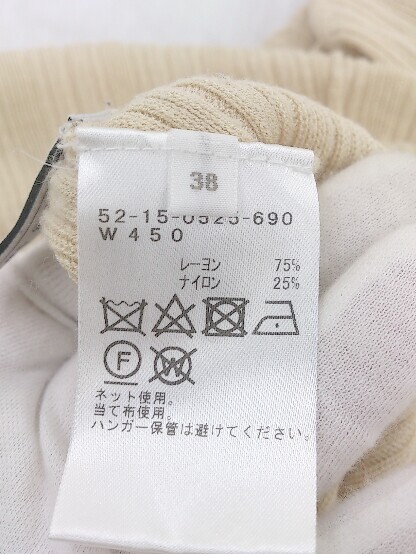 38
52-15-0525-690
W450
レーヨン 75%
ナイロン 25%
F W
ネット使用。
当て布使用。
ハンガー保管は避けてください。